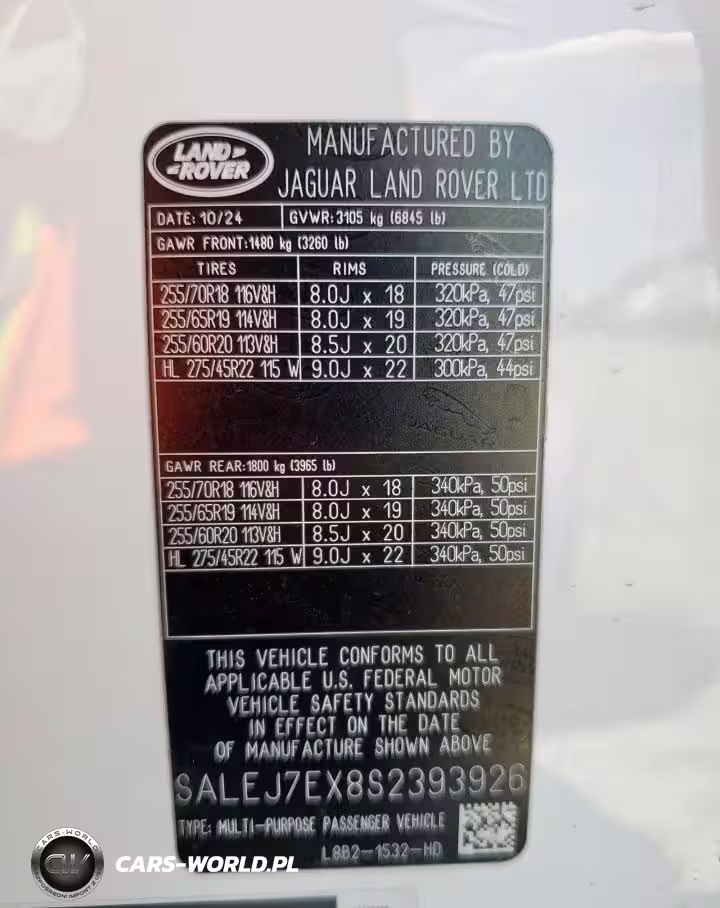 LAND
ROVER
MANUFACTURED BY
JAGUAR LAND ROVER LTD
DATE: 10/24 GVWR:3105 kg (6845 lb)
GAWR FRONT:1480 kg (3260 lb)
TIRES RIMS PRESSURE (COLD)
255/70R18 116V&H 8.0J x 18 320kPa, 47psi
255/65R19 114V&H 8.0J x 19 320kPa, 47psi
255/60R20 113V&H 8.5J x 20 320kPa, 47psi
HL 275/45R22 115 W 9.0J x 22 300kPa, 44psi
JAGUAR
GAWR REAR:1800 kg (3965 lb)
255/70R18 116V&H 8.0J x 18 340kPa, 50psi
255/65R19 114V&H 8.0J x 19 340kPa, 50psi
255/60R20 113V&H 8.5J x 20 340kPa, 50psi
HL 275/45R22 115 W 9.0J x 22 340kPa, 50psi
THIS VEHICLE CONFORMS TO ALL
APPLICABLE U.S. FEDERAL MOTOR
VEHICLE SAFETY STANDARDS
IN EFFECT ON THE DATE
OF MANUFACTURE SHOWN ABOVE
SALEJ7EX8S2393926
TYPE: MULTI-PURPOSE PASSENGER VEHICLE
L8B2-1532-HD
CARS-WORLD
CW
CARS-WORLD.PL